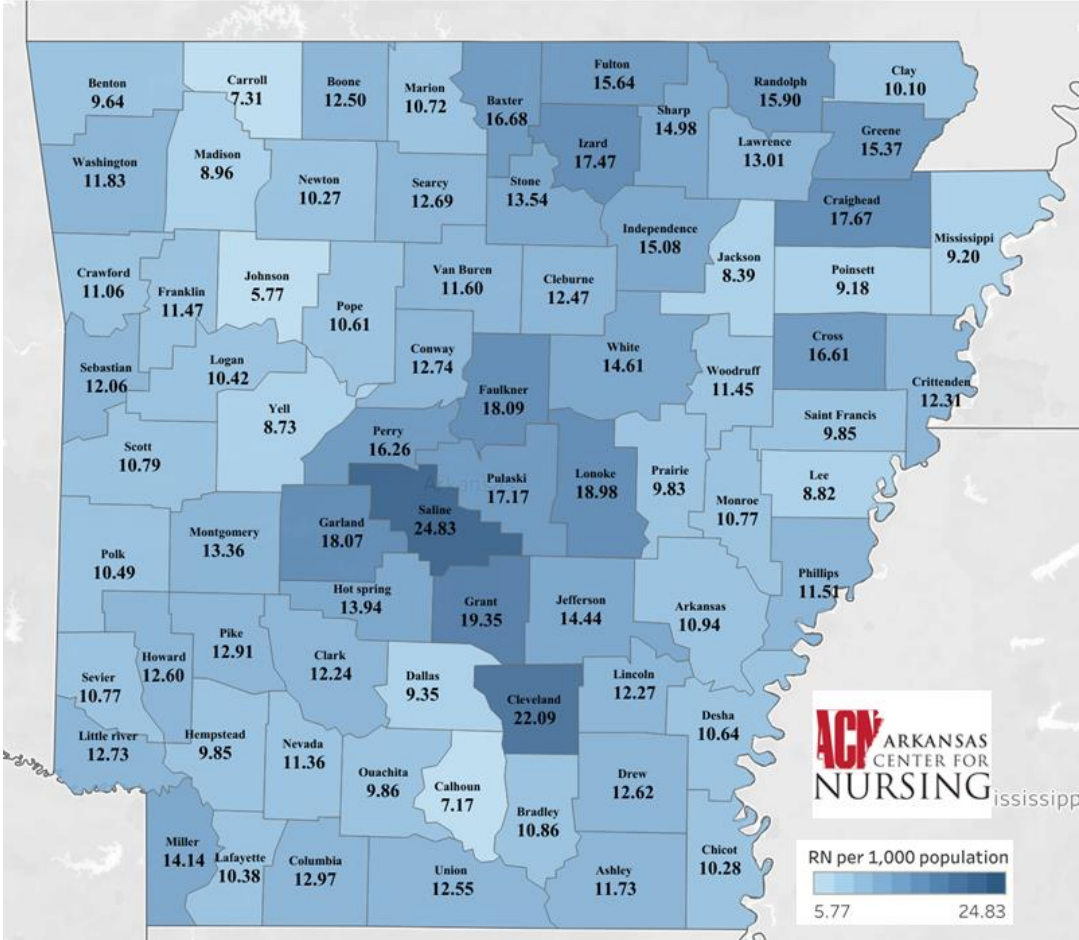 Benton
9.64
Carroll
7.31
Boone
12.50
Marion
10.72
Baxter
16.68
Fulton
15.64
Sharp
14.98
Randolph
15.90
Clay
10.10
Izard
17.47
Lawrence
13.01
Greene
15.37
Washington
11.83
Madison
8.96
Newton
10.27
Searcy
12.69
Stone
13.54
Independence
15.08
Craighead
17.67
Mississippi
9.20
Jackson
8.39
Poinsett
9.18
Crawford
11.06
Franklin
11.47
Johnson
5.77
Pope
10.61
Van Buren
11.60
Cleburne
12.47
Conway
12.74
White
14.61
Woodruff
11.45
Cross
16.61
Crittenden
12.31
Sebastian
12.06
Logan
10.42
Yell
8.73
Faulkner
18.09
Saint Francis
9.85
Scott
10.79
Perry
16.26
Pulaski
17.17
Lonoke
18.98
Prairie
9.83
Monroe
10.77
Lee
8.82
Saline
24.83
Garland
18.07
Montgomery
13.36
Polk
10.49
Hot spring
13.94
Grant
19.35
Jefferson
14.44
Arkansas
10.94
Phillips
11.51
Pike
12.91
Howard
12.60
Clark
12.24
Dallas
9.35
Cleveland
22.09
Lincoln
12.27
Desha
10.64
Sevier
10.77
Little river
12.73
Hempstead
9.85
Nevada
11.36
Ouachita
9.86
Calhoun
7.17
Bradley
10.86
Drew
12.62
Chicot
10.28
Miller
14.14
Lafayette
10.38
Columbia
12.97
Union
12.55
Ashley
11.73
ACN ARKANSAS
CENTER FOR
NURSING
ississipp
RN per 1,000 population
5.77 24.83